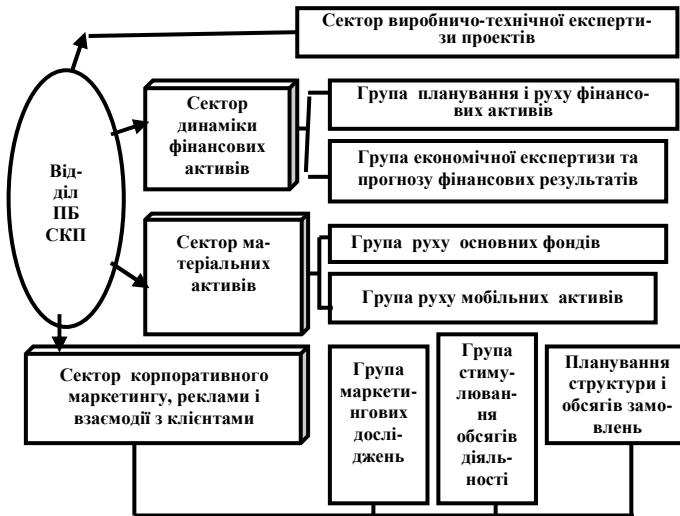 Сектор виробничо-технічної експерти-
зи проектів
Від-
діл
ПБ
СКП
Сектор
динаміки
фінансових
активів
Група планування і руху фінансо-
вих активів
Група економічної експертизи та
прогнозу фінансових результатів
Сектор ма-
теріальних
активів
Група руху основних фондів
Група руху мобільних активів
Сектор корпоративного
маркетингу, реклами і
взаємодії з клієнтами
Група
маркети-
нгових
дослі-
джень
Група
стиму-
люван-
ня
обсягів
діяль-
ності
Планування
структури і
обсягів замо-
влень